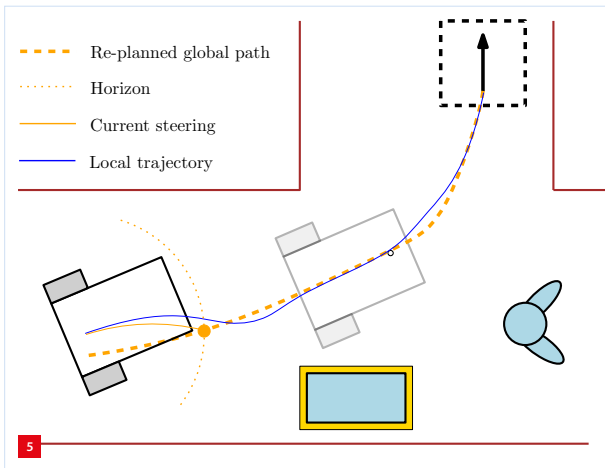 Re-planned global path
Horizon
Current steering
Local trajectory
5